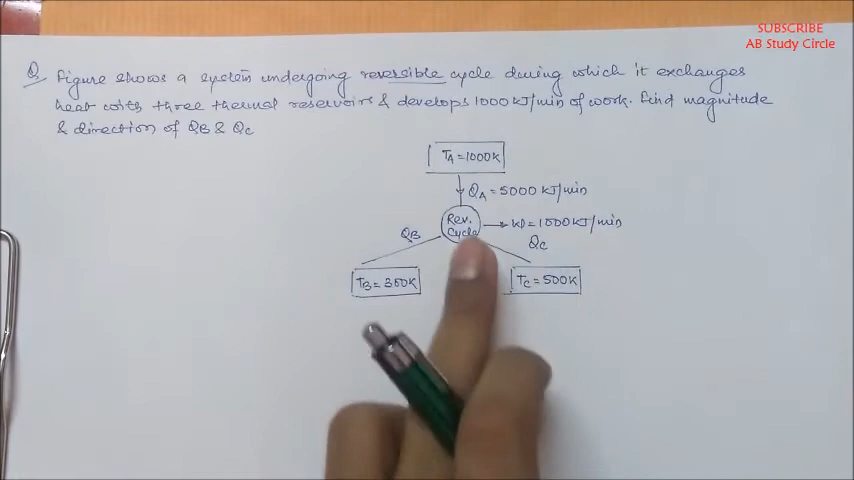 SUBSCRIBE
AB Study Circle
Q. Figure shows a system undergoing reversible cycle during which it exchanges
heat with three thermal reservoirs & develops 1000 KJ/min of work. Find magnitude
& direction of QB & QC
TA = 1000K
QA = 5000 KJ/min
Rev. Cycle
W = 1000 KJ/min
QB
QC
TB = 300K
TC = 500K